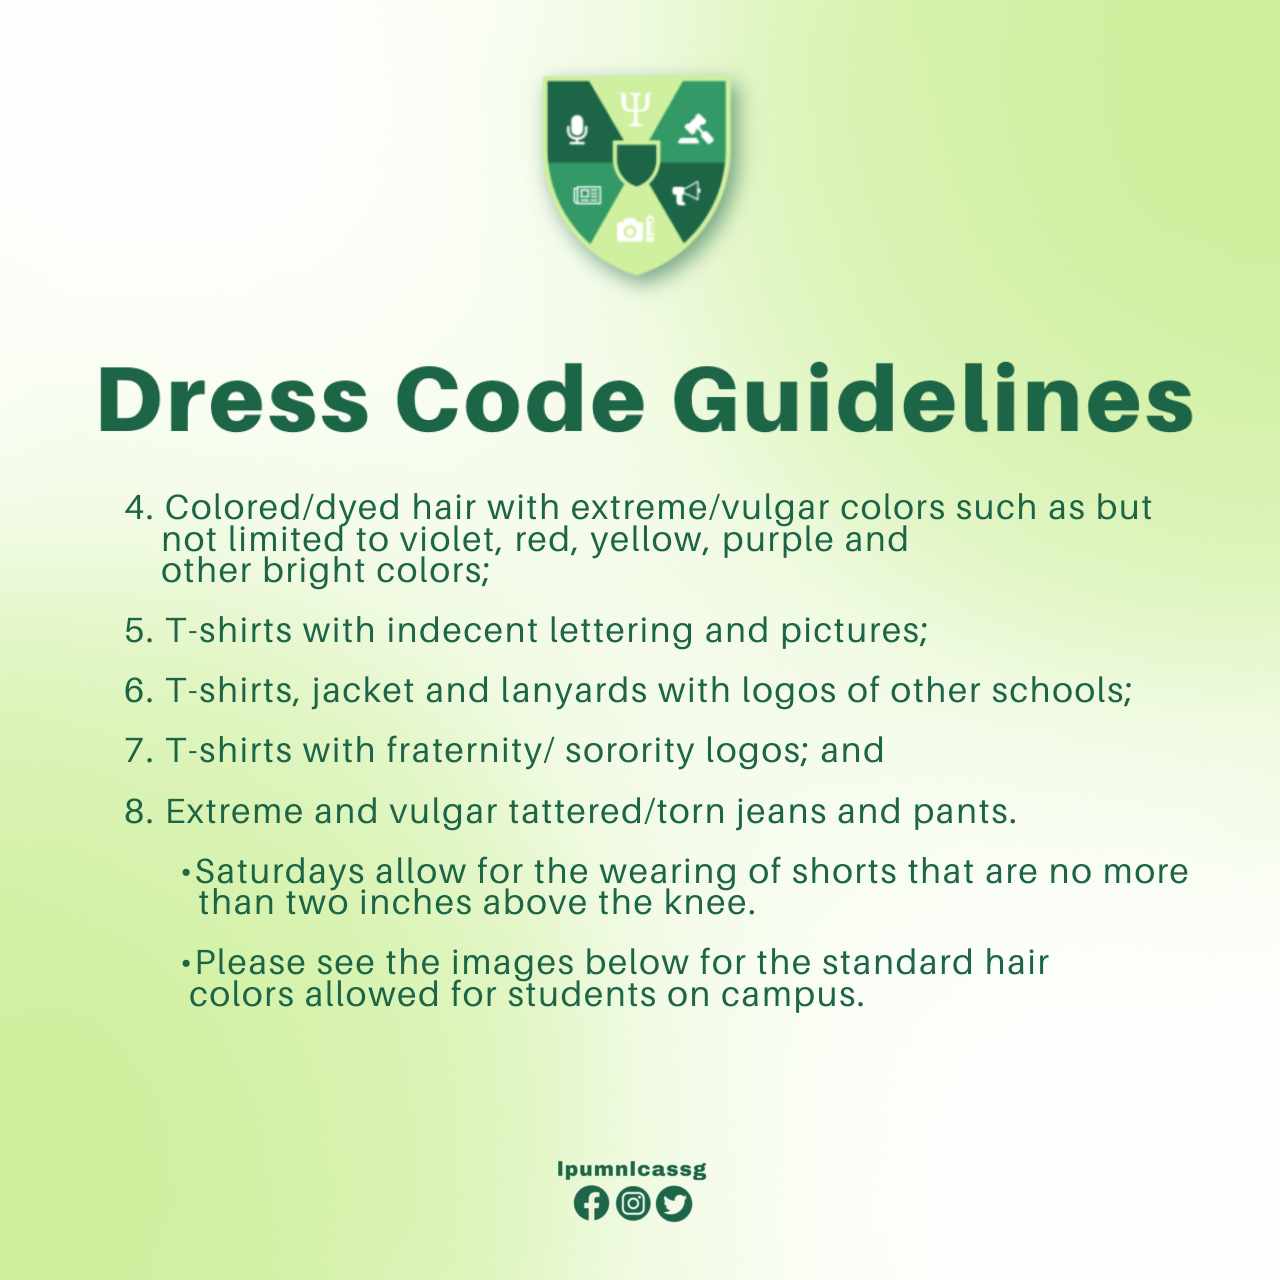 Ψ
Dress Code Guidelines
4. Colored/dyed hair with extreme/vulgar colors such as but
not limited to violet, red, yellow, purple and
other bright colors;
5. T-shirts with indecent lettering and pictures;
6. T-shirts, jacket and lanyards with logos of other schools;
7. T-shirts with fraternity/ sorority logos; and
8. Extreme and vulgar tattered/torn jeans and pants.
•Saturdays allow for the wearing of shorts that are no more
than two inches above the knee.
•Please see the images below for the standard hair
colors allowed for students on campus.
lpumnlcassg